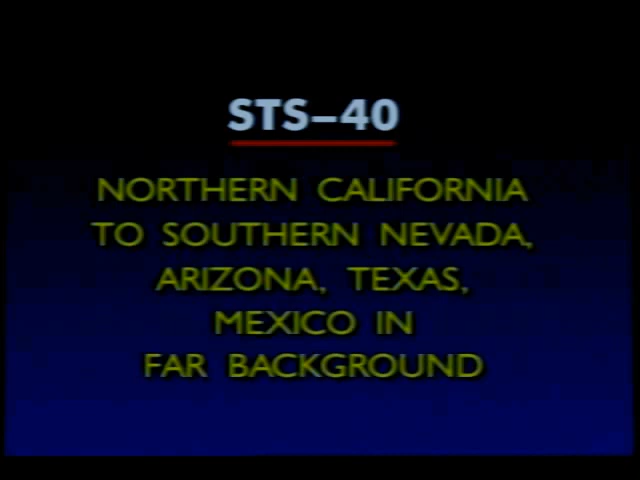 STS–40
NORTHERN CALIFORNIA
TO SOUTHERN NEVADA,
ARIZONA, TEXAS,
MEXICO IN
FAR BACKGROUND